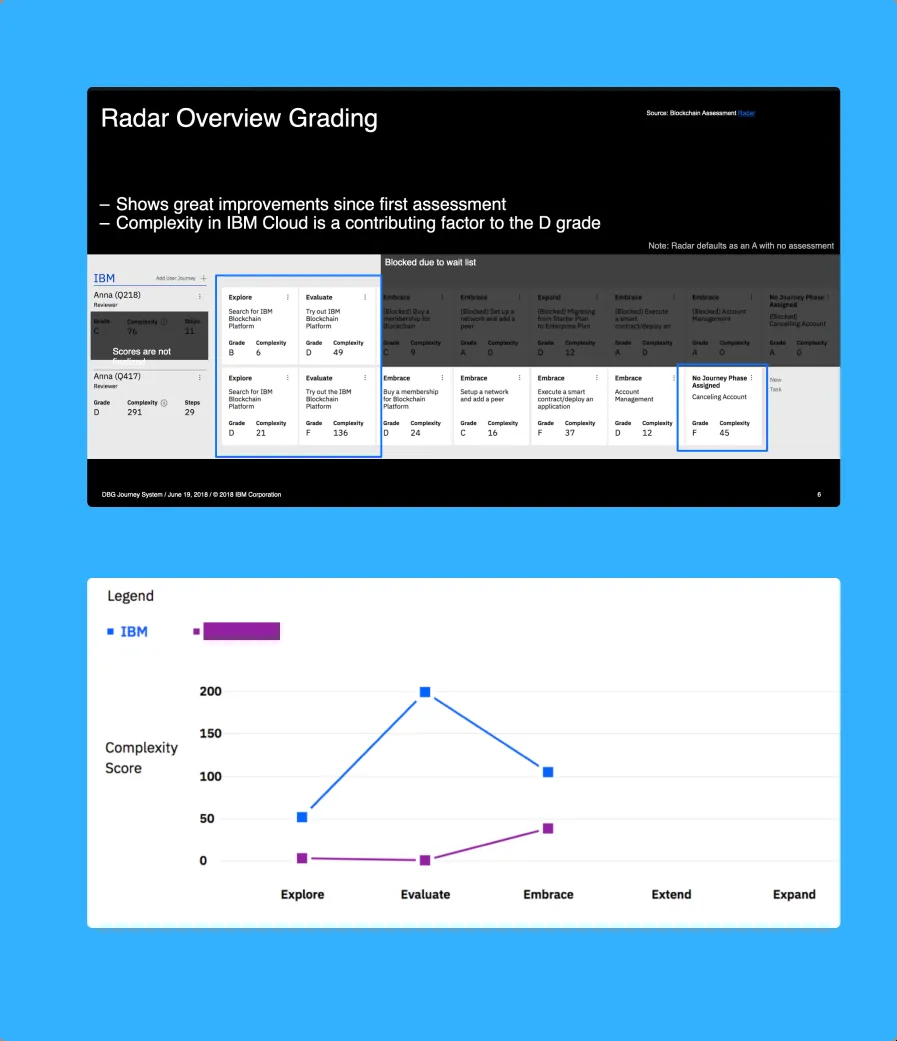 Radar Overview Grading
Source: Blockchain Assessment Radar
– Shows great improvements since first assessment
– Complexity in IBM Cloud is a contributing factor to the D grade
Note: Radar defaults as an A with no assessment
Blocked due to wait list
IBM
Add User Journey +
Anna (Q218)
Reviewer
Grade Complexity Steps
C 76 11
Scores are not
Explore
Search for IBM
Blockchain
Platform
Grade Complexity
B 6
Evaluate
Try out IBM
Blockchain
Platform
Grade Complexity
D 49
Embrace
(Blocked) Buy a
membership for
Blockchain
Grade Complexity
C 9
Embrace
(Blocked) Set up a
network and add a
peer
Grade Complexity
A 0
Expand
(Blocked) Migrating
from Starter Plan
to Enterprise Plan
Grade Complexity
D 12
Embrace
(Blocked) Execute
a smart
contract/deploy an
Grade Complexity
A 0
Embrace
(Blocked) Account
Management
Grade Complexity
A 0
No Journey Phase
Assigned
(Blocked)
Cancelling Account
Grade Complexity
A 0
Anna (Q417)
Reviewer
Grade Complexity Steps
D 291 29
Explore
Search for IBM
Blockchain
Platform
Grade Complexity
D 21
Evaluate
Try out the IBM
Blockchain
Platform
Grade Complexity
F 136
Embrace
Buy a membership
for Blockchain
Platform
Grade Complexity
D 24
Embrace
Setup a network
and add a peer
Grade Complexity
C 16
Embrace
Execute a smart
contract/deploy an
application
Grade Complexity
F 37
Embrace
Account
Management
Grade Complexity
D 12
No Journey Phase
Assigned
Canceling Account
Grade Complexity
F 45
New
Task
DBG Journey System / June 19, 2018 / © 2018 IBM Corporation
6
Legend
IBM
200
150
Complexity
Score
100
50
0
Explore Evaluate Embrace Extend Expand